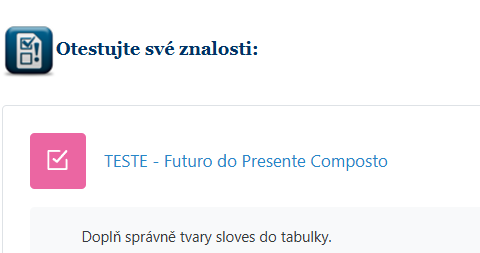 Otestujte své znalosti:
TESTE - Futuro do Presente Composto
Doplň správně tvary sloves do tabulky.